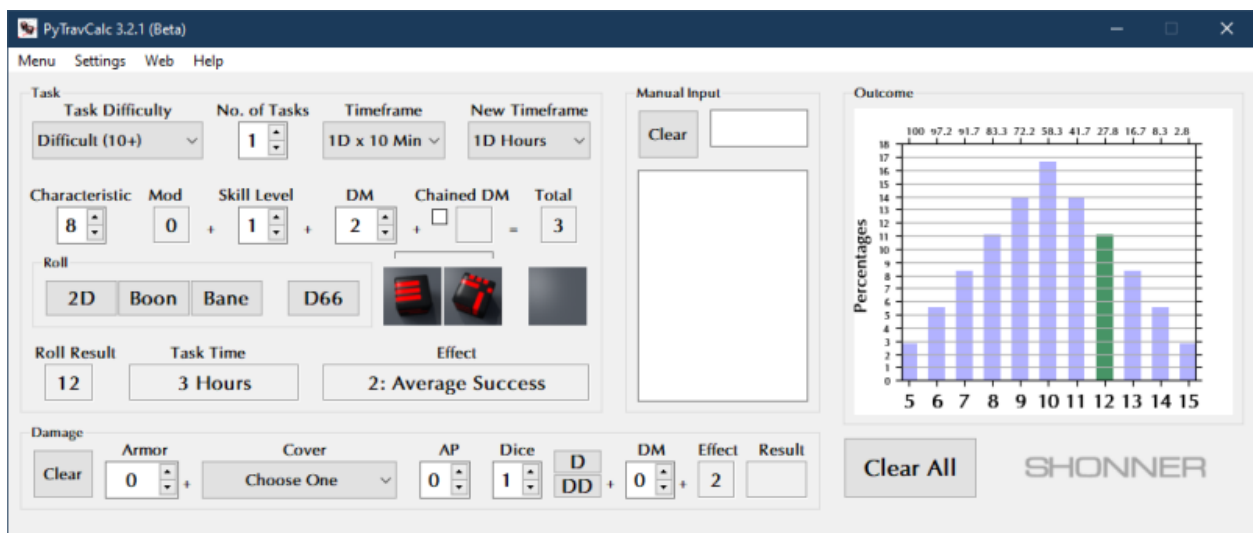 PyTravCalc 3.2.1 (Beta)
Menu Settings Web Help
Task
Task Difficulty No. of Tasks Timeframe New Timeframe
Difficult (10+) 1 1D x 10 Min 1D Hours
Characteristic Mod Skill Level DM Chained DM Total
8 0 + 1 + 2 + = 3
Roll
2D Boon Bane D66
Roll Result Task Time Effect
12 3 Hours 2: Average Success
Manual Input
Clear
Outcome
100 97.2 91.7 83.3 72.2 58.3 41.7 27.8 16.7 8.3 2.8
18
17
16
15
14
13
12
11
10
9
8
7
6
5
4
3
2
1
0
Percentages
5 6 7 8 9 10 11 12 13 14 15
Damage
Armor Cover AP Dice DM Effect Result
Clear 0 + Choose One 0 1 D DD + 0 + 2
Clear All
SHONNER